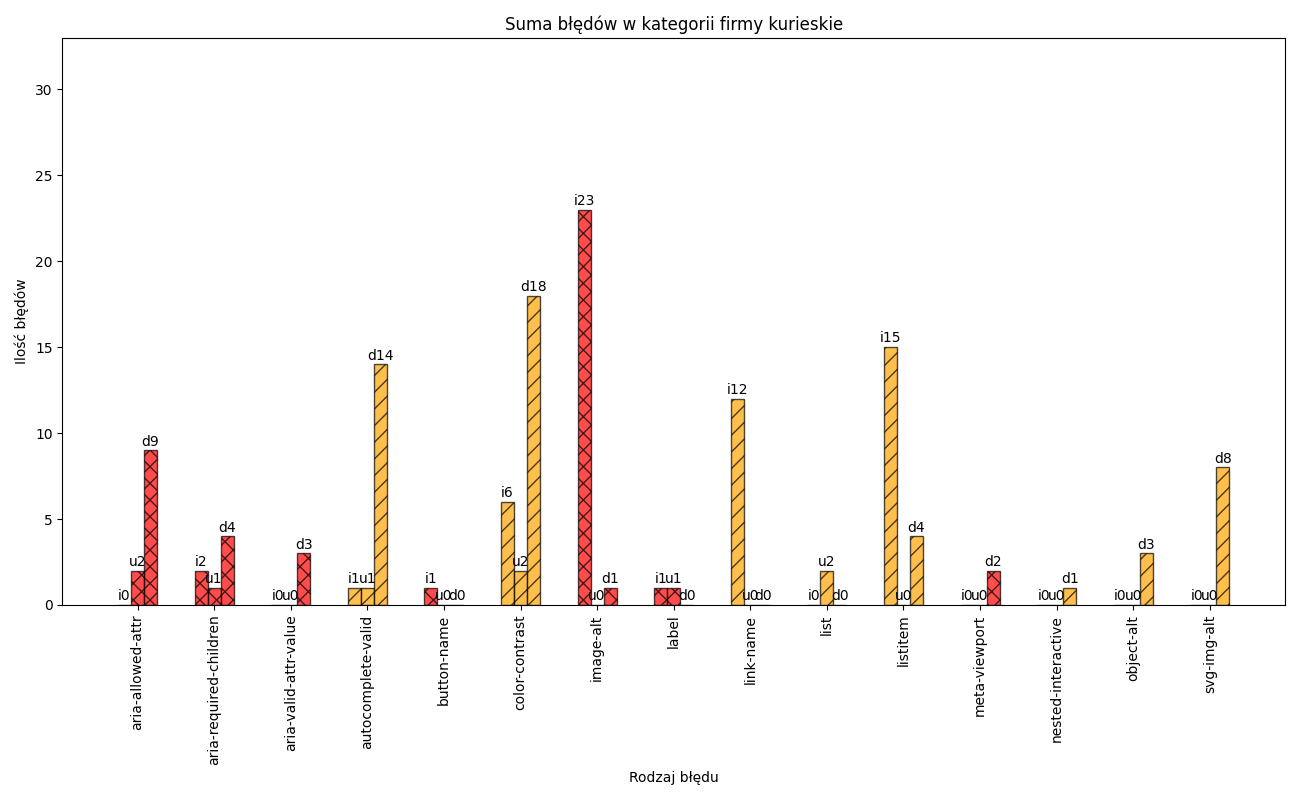 Suma błędów w kategorii firmy kurieskie
Ilość błędów
30
25
20
15
10
5
0
i0 u2 d9
i2 u1 d4
i0 u0 d3
i1 u1 d14
i1 u0 d0
i6 u2 d18
i23 u0 d1
i1 u1 d0
i12 u0 d0
i0 u2 d0
i15 u0 d4
i0 u0 d2
i0 u0 d1
i0 u0 d3
i0 u0 d8
aria-allowed-attr
aria-required-children
aria-valid-attr-value
autocomplete-valid
button-name
color-contrast
image-alt
label
link-name
list
listitem
meta-viewport
nested-interactive
object-alt
svg-img-alt
Rodzaj błędu